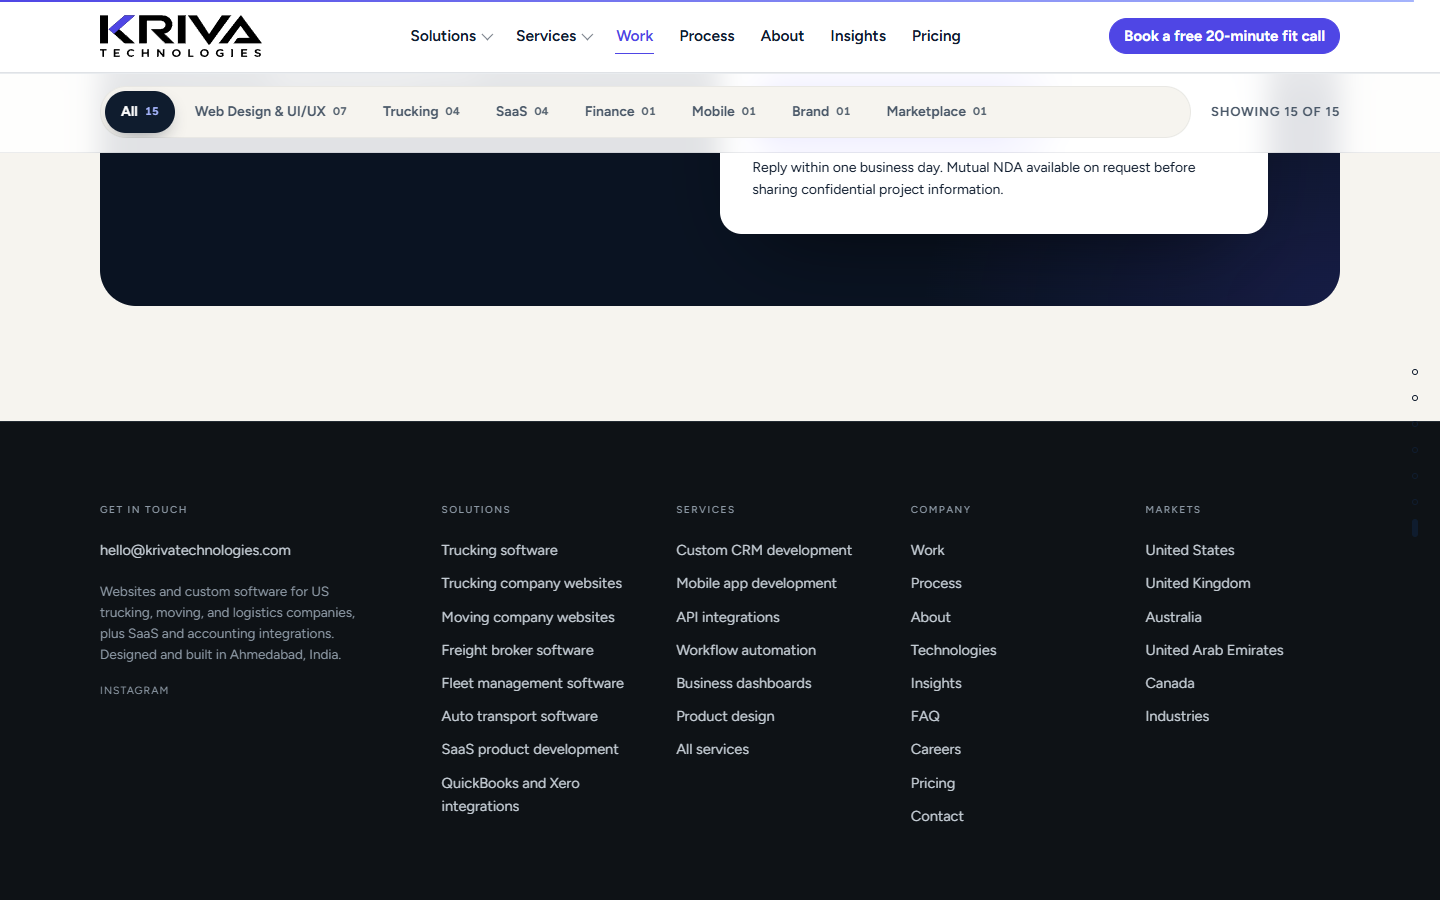 KRIVA
TECHNOLOGIES
Solutions
Services
Work
Process
About
Insights
Pricing
Book a free 20-minute fit call
All 15
Web Design & UI/UX 07
Trucking 04
SaaS 04
Finance 01
Mobile 01
Brand 01
Marketplace 01
SHOWING 15 OF 15
Reply within one business day. Mutual NDA available on request before
sharing confidential project information.
GET IN TOUCH
hello@krivatechnologies.com
Websites and custom software for US
trucking, moving, and logistics companies,
plus SaaS and accounting integrations.
Designed and built in Ahmedabad, India.
INSTAGRAM
SOLUTIONS
Trucking software
Trucking company websites
Moving company websites
Freight broker software
Fleet management software
Auto transport software
SaaS product development
QuickBooks and Xero
integrations
SERVICES
Custom CRM development
Mobile app development
API integrations
Workflow automation
Business dashboards
Product design
All services
COMPANY
Work
Process
About
Technologies
Insights
FAQ
Careers
Pricing
Contact
MARKETS
United States
United Kingdom
Australia
United Arab Emirates
Canada
Industries